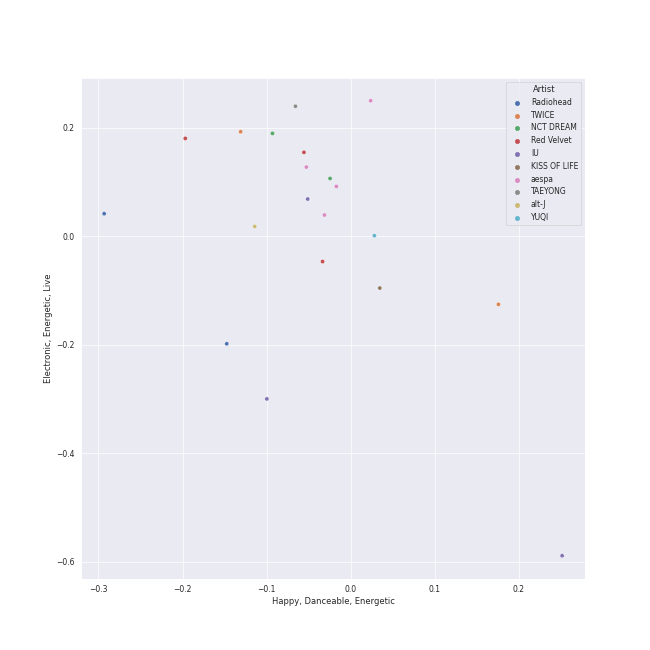 Artist
Radiohead
TWICE
NCT DREAM
Red Velvet
IU
KISS OF LIFE
aespa
TAEYONG
alt-J
YUQI
0.2
0.0
−0.2
−0.4
−0.6
Electronic, Energetic, Live
−0.3 −0.2 −0.1 0.0 0.1 0.2
Happy, Danceable, Energetic